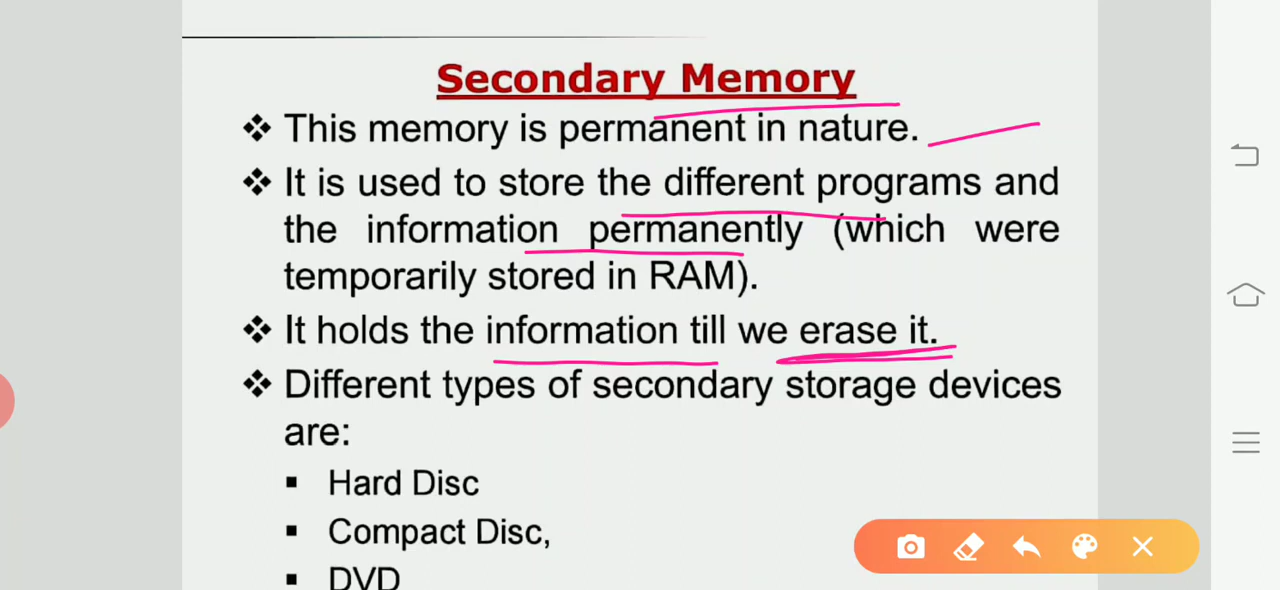 Secondary Memory
❖ This memory is permanent in nature.
❖ It is used to store the different programs and
the information permanently (which were
temporarily stored in RAM).
❖ It holds the information till we erase it.
❖ Different types of secondary storage devices
are:
▪ Hard Disc
▪ Compact Disc,
▪ DVD